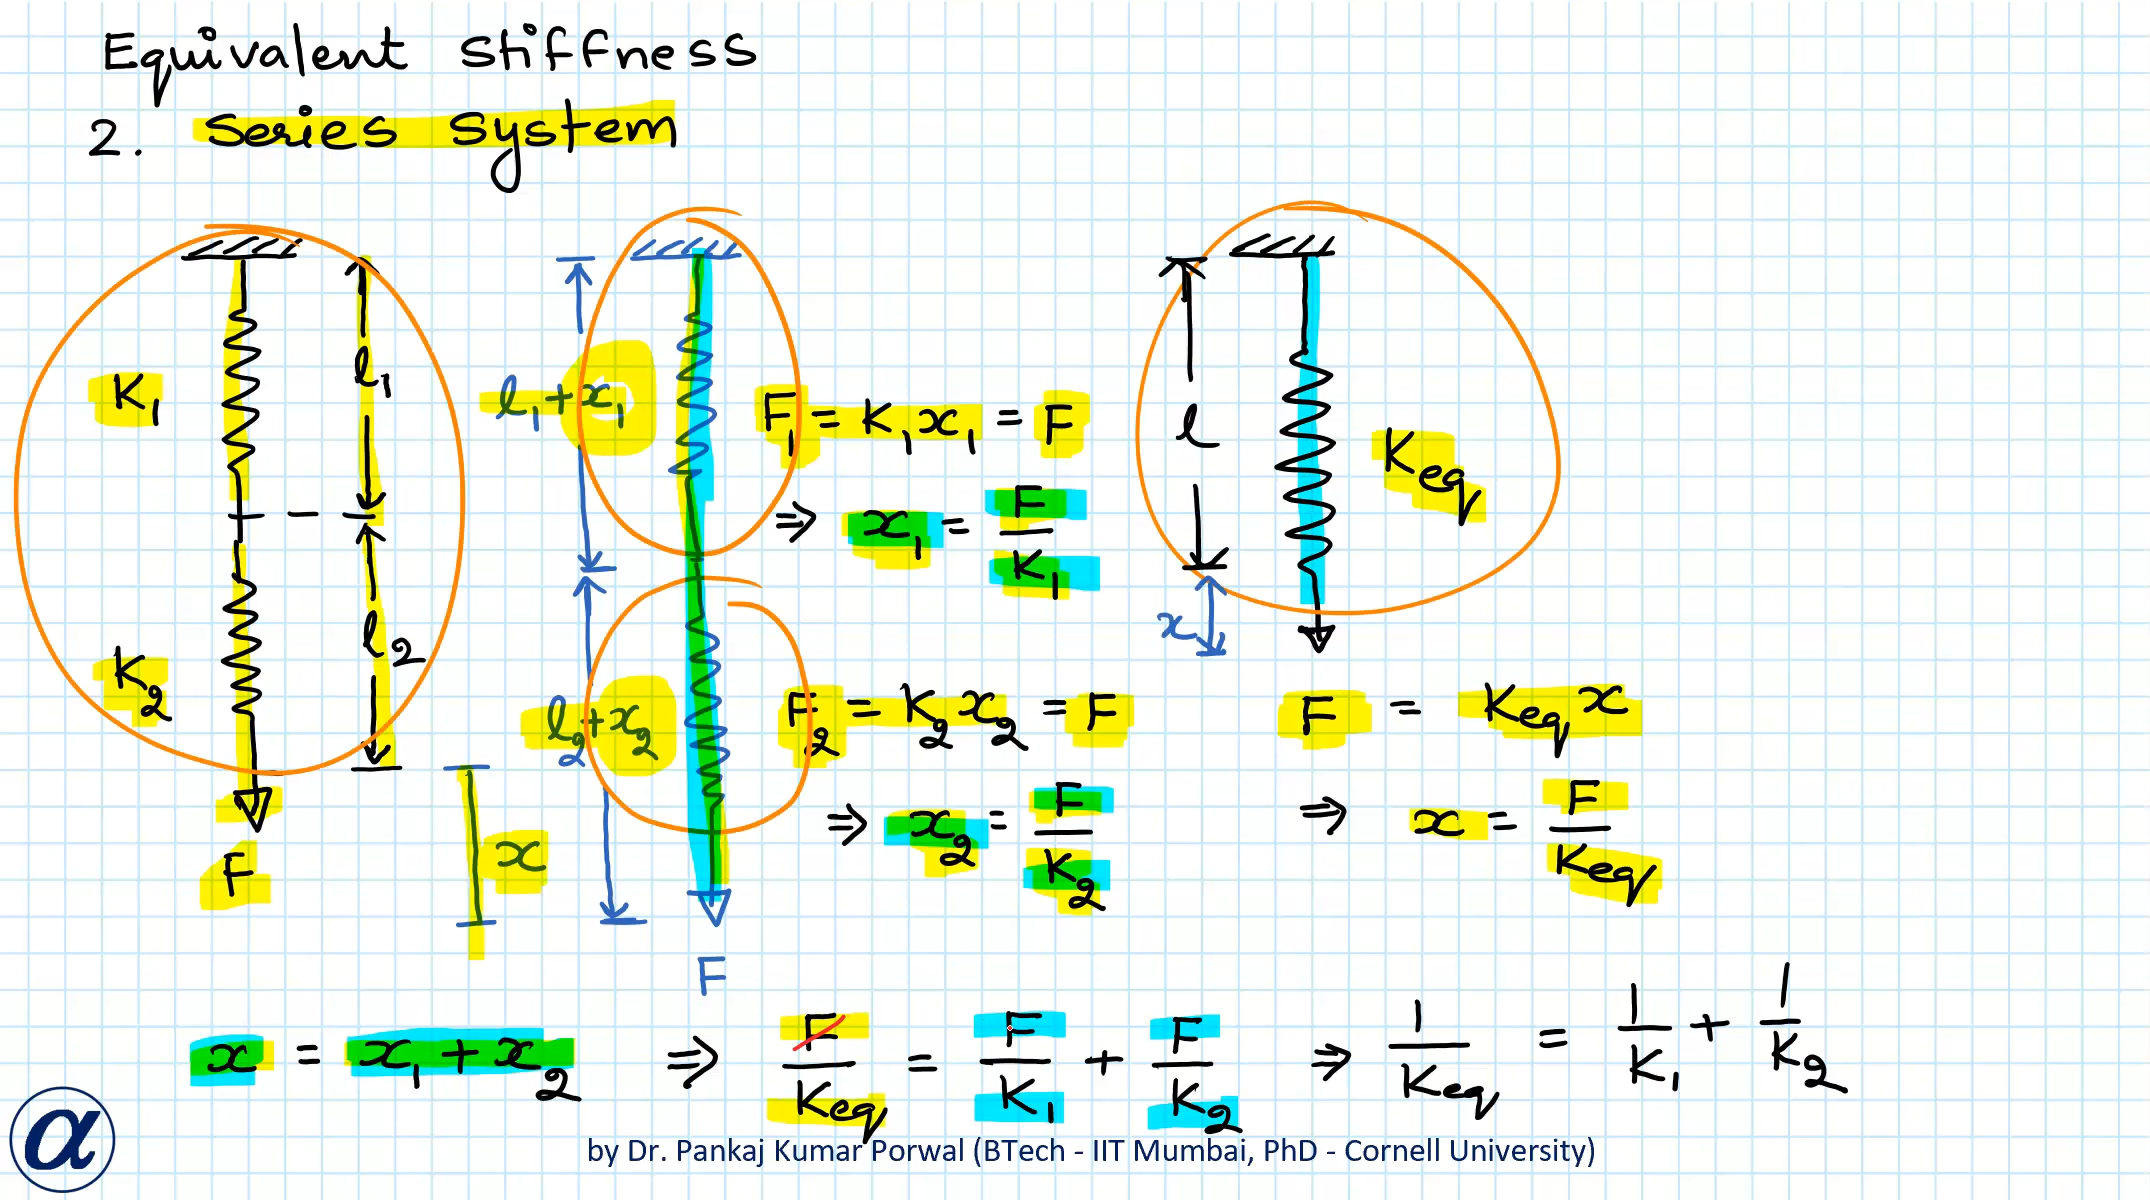 Equivalent Stiffness
2. Series System
K₁
l₁
l₁+x₁
F₁ = K₁x₁ = F
⇒ x₁ = F/K₁
l
Keq
K₂
l₂
x
l₂+x₂
F₂ = K₂x₂ = F
F = Keq x
⇒ x₂ = F/K₂
⇒ x = F/Keq
F
x
F
x = x₁+x₂ ⇒ F/Keq = F/K₁ + F/K₂ ⇒ 1/Keq = 1/K₁ + 1/K₂
α
by Dr. Pankaj Kumar Porwal (BTech - IIT Mumbai, PhD - Cornell University)